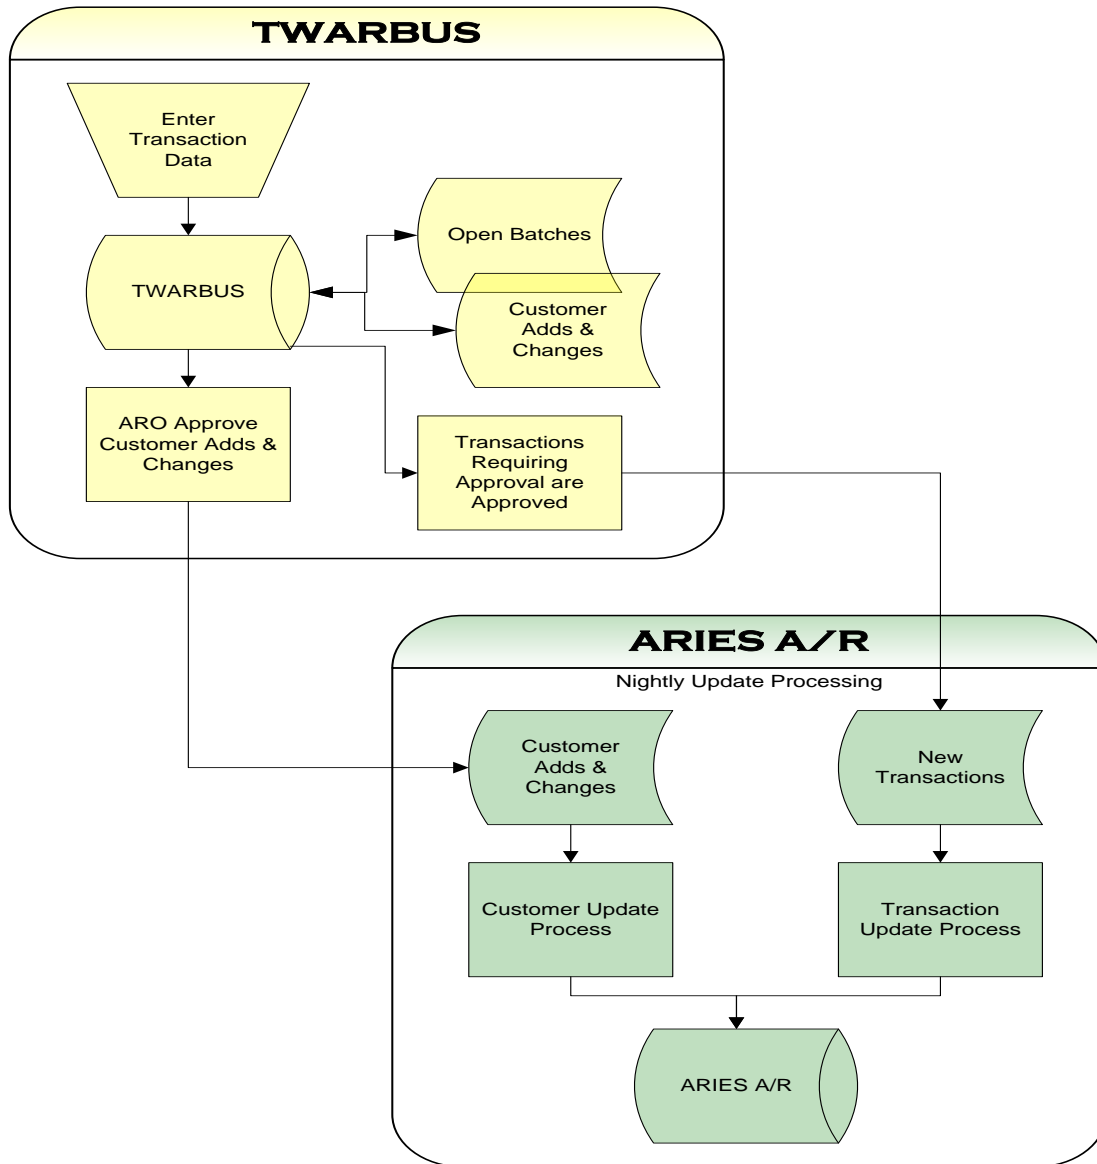 TWARBUS
Enter
Transaction
Data
Open Batches
TWARBUS
Customer
Adds &
Changes
ARO Approve
Customer Adds &
Changes
Transactions
Requiring
Approval are
Approved
ARIES A/R
Nightly Update Processing
Customer
Adds &
Changes
New
Transactions
Customer Update
Process
Transaction
Update Process
ARIES A/R